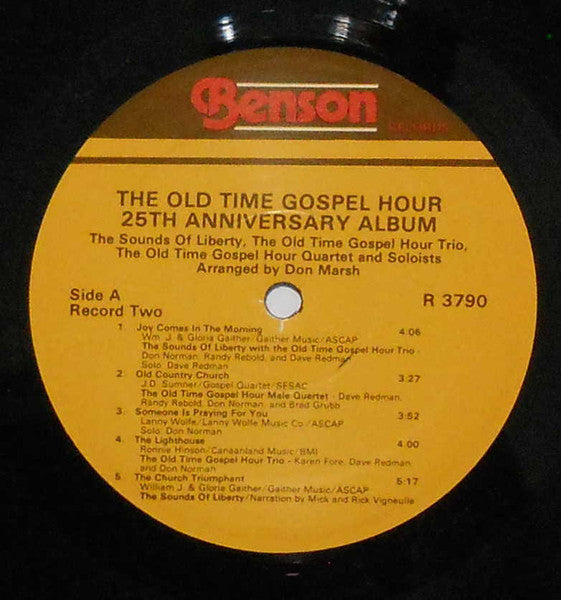 Benson
RECORDS
THE OLD TIME GOSPEL HOUR
25TH ANNIVERSARY ALBUM
The Sounds Of Liberty, The Old Time Gospel Hour Trio,
The Old Time Gospel Hour Quartet and Soloists
Arranged by Don Marsh
Side A R 3790
Record Two
1. Joy Comes In The Morning 4:06
Wm. J. & Gloria Gaither/Gaither Music/ASCAP
The Sounds Of Liberty with the Old Time Gospel Hour Trio -
Don Norman, Randy Rebold, and Dave Redman
Solo: Dave Redman
2. Old Country Church 3:27
J.D. Sumner/Gospel Quartet/SESAC
The Old Time Gospel Hour Male Quartet - Dave Redman,
Randy Rebold, Don Norman, and Brad Grubb
3. Someone Is Praying For You 3:52
Lanny Wolfe/Lanny Wolfe Music Co./ASCAP
Solo: Don Norman
4. The Lighthouse 4:00
Ronnie Hinson/Canaanland Music/BMI
The Old Time Gospel Hour Trio - Karen Fore, Dave Redman
and Don Norman
5. The Church Triumphant 5:17
William J. & Gloria Gaither/Gaither Music/ASCAP
The Sounds Of Liberty/Narration by Mick and Rick Vigneulle